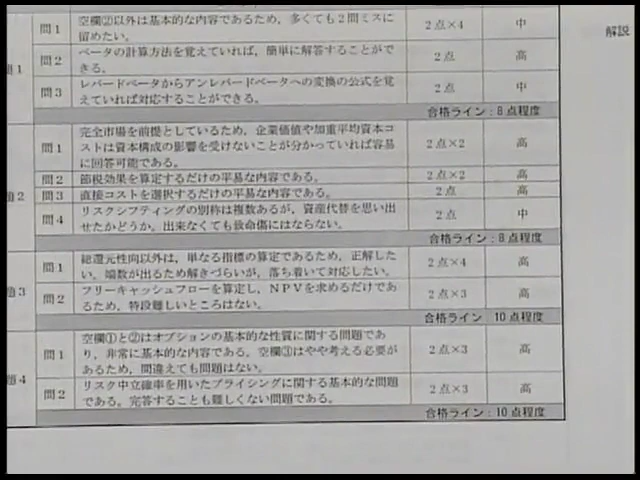 解説
問1 空欄②以外は基本的な内容であるため,多くても2問ミスに 2点×4 中
留めたい。
問2 ベータの計算方法を覚えていれば,簡単に解答することがで 2点 高
きる。
題1
問3 レバードベータからアンレバードベータへの変換の公式を覚 2点 中
えていれば対応することができる。
合格ライン:8点程度
問1 完全市場を前提としているため,企業価値や加重平均資本コ
ストは資本構成の影響を受けないことが分かっていれば容易 2点×2 高
に回答可能である。
問2 節税効果を算定するだけの平易な内容である。 2点×2 高
題2
問3 直接コストを選択するだけの平易な内容である。 2点 高
問4 リスクシフティングの別称は複数あるが,資産代替を思い出 2点 中
せたかどうか。出来なくても致命傷にはならない。
合格ライン:8点程度
問1 総還元性向以外は,単なる指標の算定であるため,正解した 2点×4 高
い。端数が出るため解きづらいが,落ち着いて対応したい。
題3
問2 フリーキャッシュフローを算定し,NPVを求めるだけであ 2点×3 高
るため,特段難しいところはない。
合格ライン:10点程度
問1 空欄①と②はオプションの基本的な性質に関する問題であ
り,非常に基本的な内容である。空欄③はやや考える必要が 2点×3 高
あるため,間違えても問題はない。
題4
問2 リスク中立確率を用いたプライシングに関する基本的な問題 2点×3 高
である。完答することも難しくない問題である。
合格ライン:10点程度